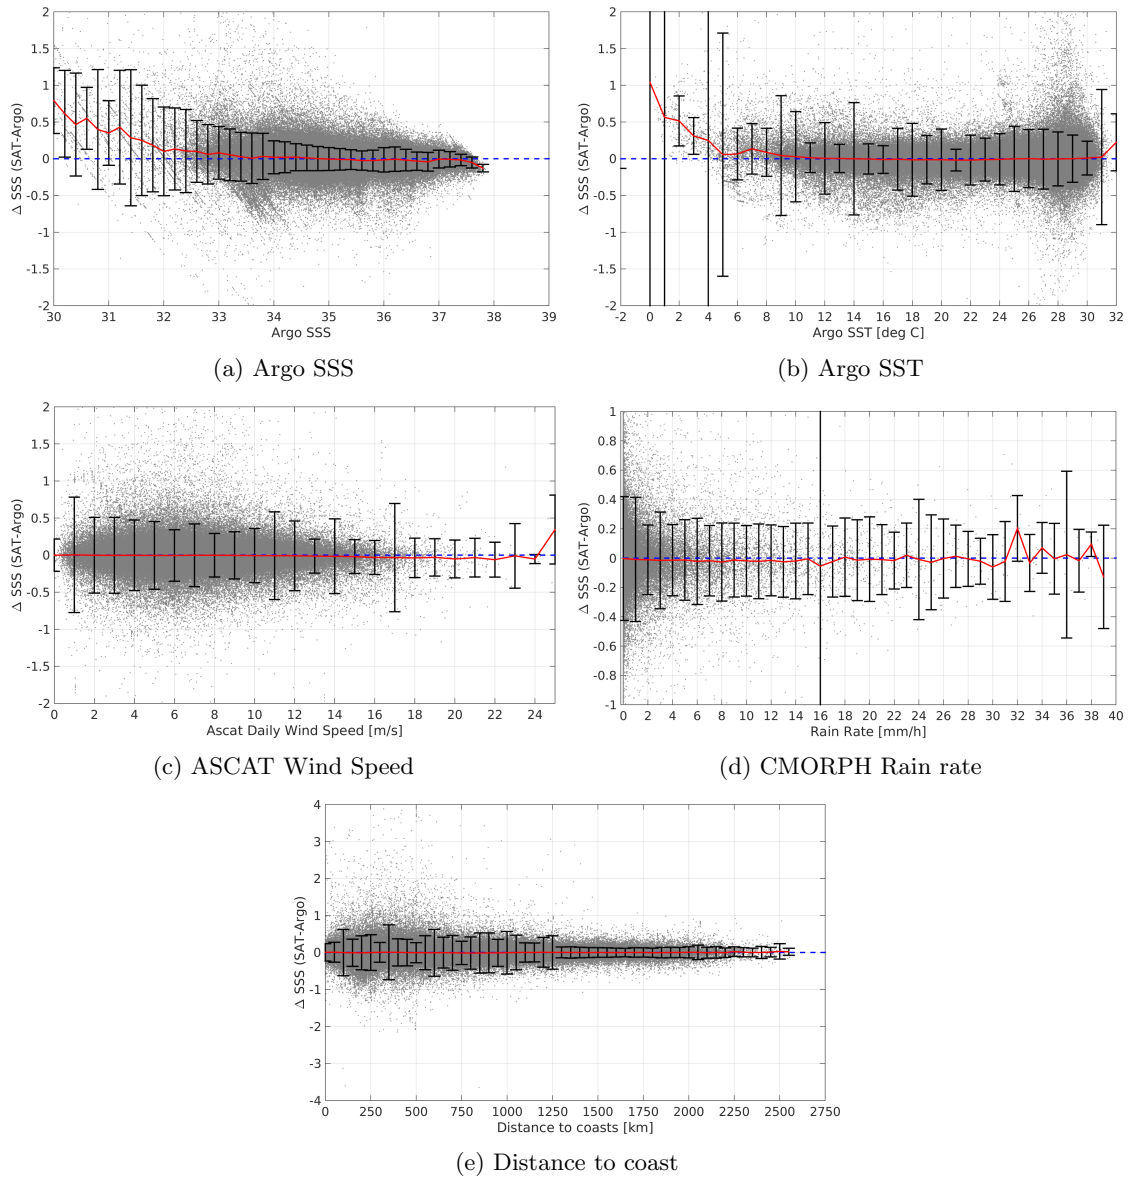 2
1.5
1
0.5
0
-0.5
-1
-1.5
-2
Δ SSS (SAT-Argo)
30 31 32 33 34 35 36 37 38 39
Argo SSS
(a) Argo SSS
2
1.5
1
0.5
0
-0.5
-1
-1.5
-2
Δ SSS (SAT-Argo)
-2 0 2 4 6 8 10 12 14 16 18 20 22 24 26 28 30 32
Argo SST [deg C]
(b) Argo SST
2
1.5
1
0.5
0
-0.5
-1
-1.5
-2
Δ SSS (SAT-Argo)
0 2 4 6 8 10 12 14 16 18 20 22 24
Ascat Daily Wind Speed [m/s]
(c) ASCAT Wind Speed
1
0.8
0.6
0.4
0.2
0
-0.2
-0.4
-0.6
-0.8
-1
Δ SSS (SAT-Argo)
0 2 4 6 8 10 12 14 16 18 20 22 24 26 28 30 32 34 36 38 40
Rain Rate [mm/h]
(d) CMORPH Rain rate
4
3
2
1
0
-1
-2
-3
-4
Δ SSS (SAT-Argo)
0 250 500 750 1000 1250 1500 1750 2000 2250 2500 2750
Distance to coasts [km]
(e) Distance to coast